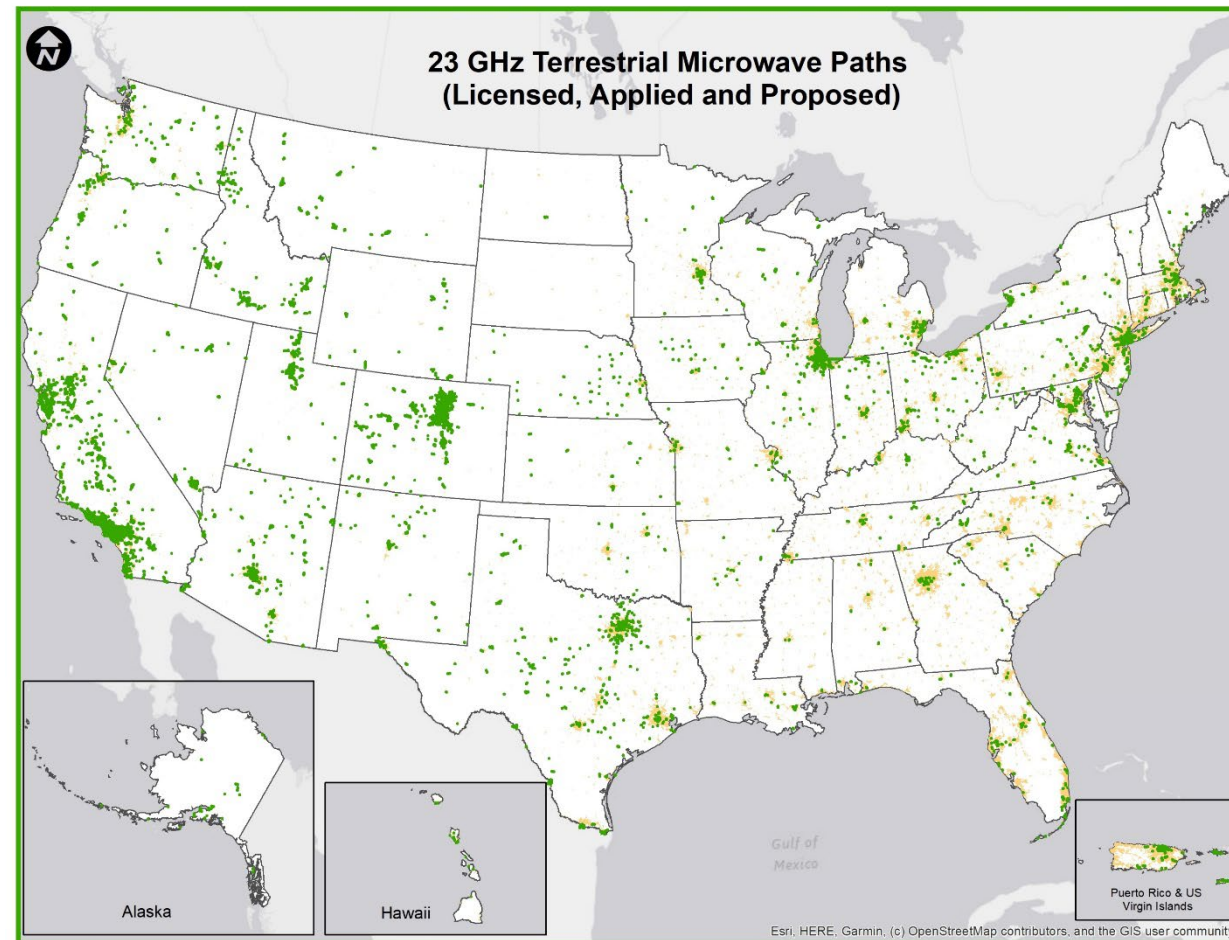 N
23 GHz Terrestrial Microwave Paths
(Licensed, Applied and Proposed)
Gulf of
Mexico
Alaska
Hawaii
Puerto Rico & US
Virgin Islands
Esri, HERE, Garmin, (c) OpenStreetMap contributors, and the GIS user communit